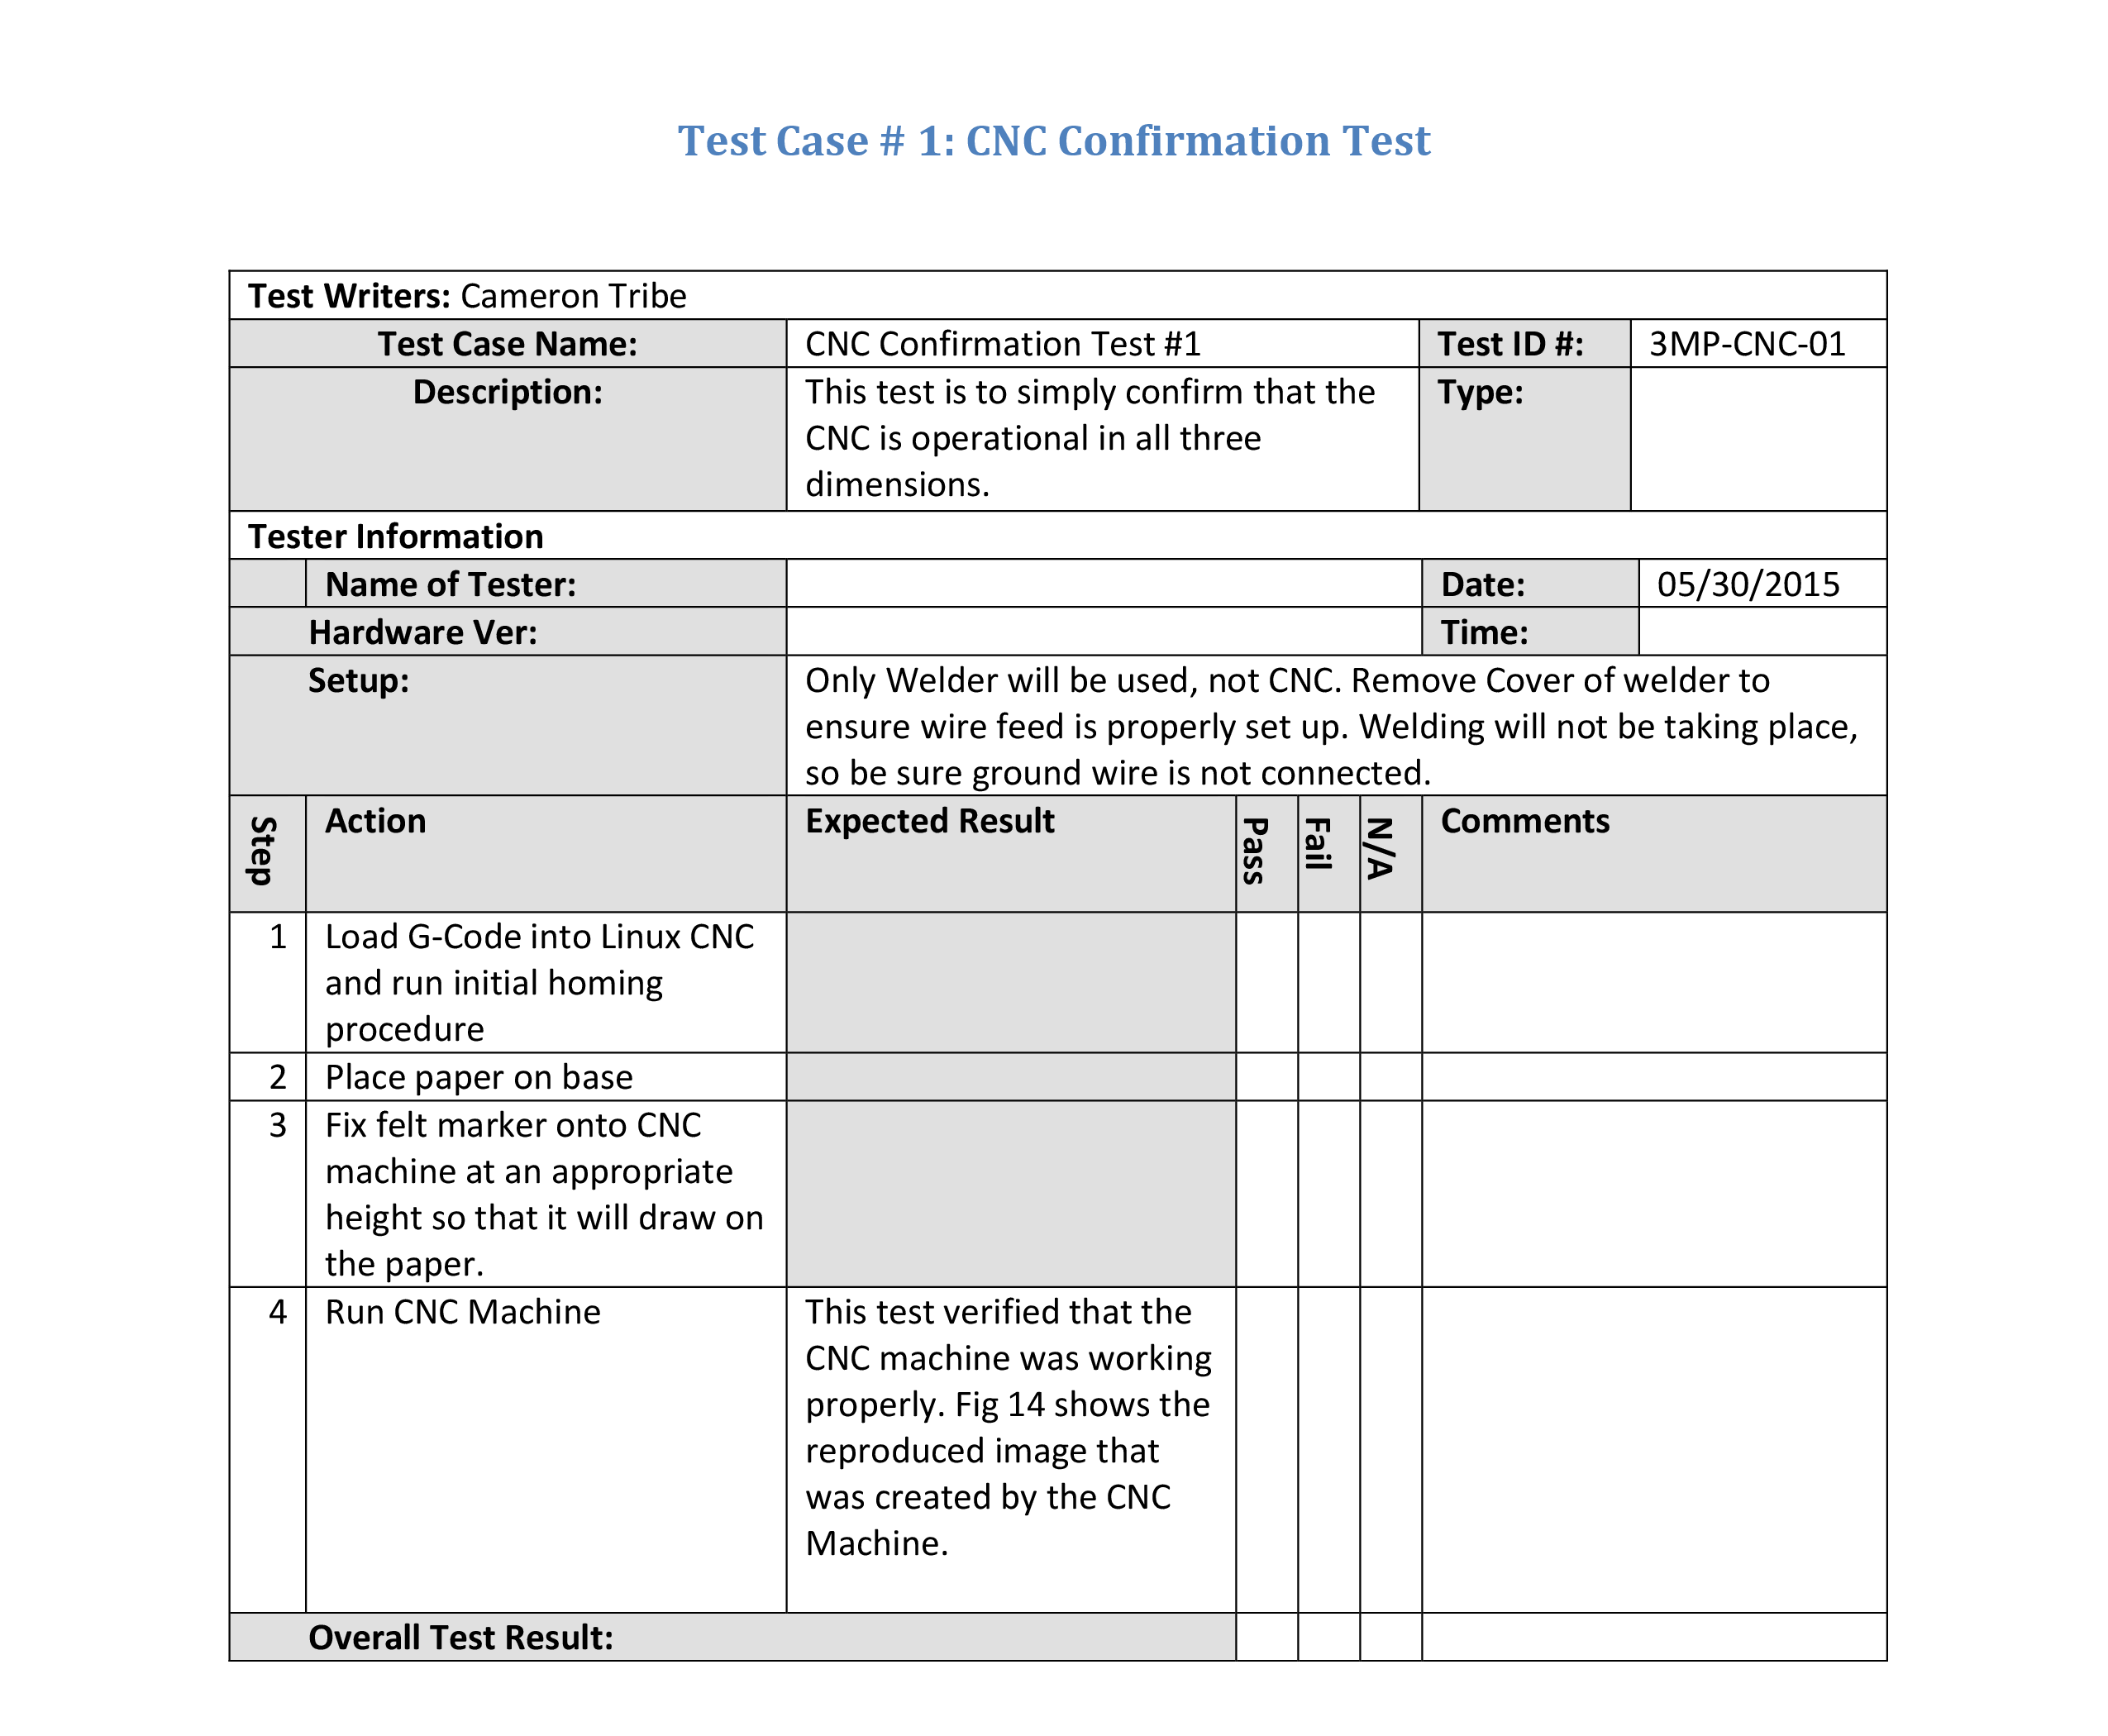 Test Case # 1: CNC Confirmation Test
Test Writers: Cameron Tribe
Test Case Name: CNC Confirmation Test #1 Test ID #: 3MP-CNC-01
Description: This test is to simply confirm that the Type:
CNC is operational in all three
dimensions.
Tester Information
Name of Tester: Date: 05/30/2015
Hardware Ver: Time:
Setup: Only Welder will be used, not CNC. Remove Cover of welder to
ensure wire feed is properly set up. Welding will not be taking place,
so be sure ground wire is not connected.
Step Action Expected Result Pass Fail N/A Comments
1 Load G-Code into Linux CNC
and run initial homing
procedure
2 Place paper on base
3 Fix felt marker onto CNC
machine at an appropriate
height so that it will draw on
the paper.
4 Run CNC Machine This test verified that the
CNC machine was working
properly. Fig 14 shows the
reproduced image that
was created by the CNC
Machine.
Overall Test Result: